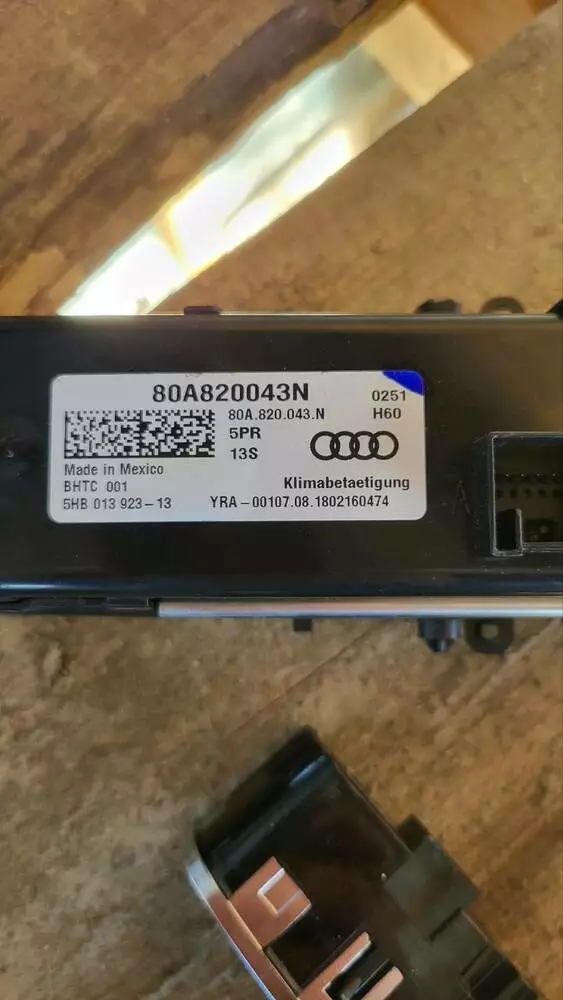 80A820043N
0251
80A.820.043.N
H60
5PR
13S
Made in Mexico
BHTC 001
Klimabetaetigung
5HB 013 923-13
YRA-00107.08.1802160474
A